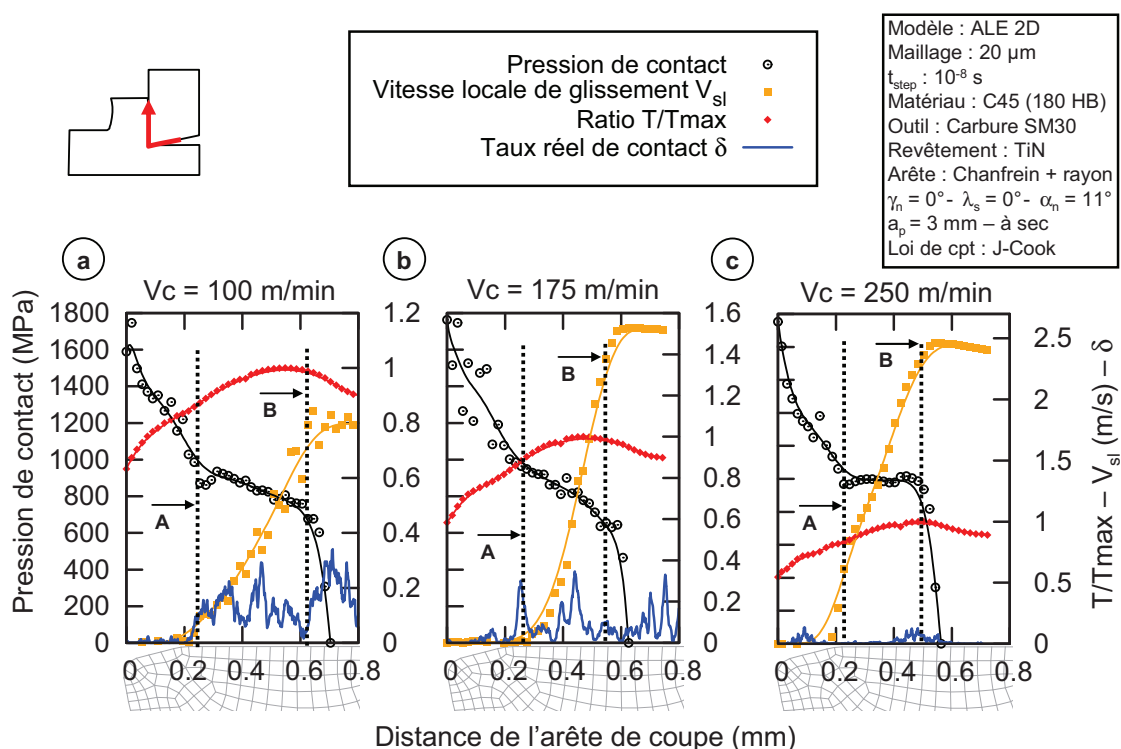 Pression de contact
Vitesse locale de glissement Vsl
Ratio T/Tmax
Taux réel de contact δ
Modèle : ALE 2D
Maillage : 20 µm
tstep : 10⁻⁸ s
Matériau : C45 (180 HB)
Outil : Carbure SM30
Revêtement : TiN
Arête : Chanfrein + rayon
γn = 0° - λs = 0° - αn = 11°
ap = 3 mm – à sec
Loi de cpt : J-Cook
a
Vc = 100 m/min
b
Vc = 175 m/min
c
Vc = 250 m/min
Pression de contact (MPa)
1800
1600
1400
1200
1000
800
600
400
200
0
A
B
0 0.2 0.4 0.6 0.8
1.2
1
0.8
0.6
0.4
0.2
0
A
B
0 0.2 0.4 0.6 0.8
1.6
1.4
1.2
1
0.8
0.6
0.4
0.2
0
A
B
0 0.2 0.4 0.6 0.8
2.5
2
1.5
1
0.5
0
T/Tmax – Vsl (m/s) – δ
Distance de l'arête de coupe (mm)